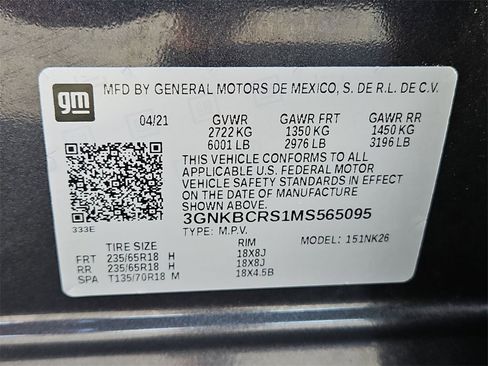 gm
MFD BY GENERAL MOTORS DE MEXICO, S. DE R.L. DE C.V.
04/21 GVWR GAWR FRT GAWR RR
2722 KG 1350 KG 1450 KG
6001 LB 2976 LB 3196 LB
THIS VEHICLE CONFORMS TO ALL
APPLICABLE U.S. FEDERAL MOTOR
VEHICLE SAFETY STANDARDS IN EFFECT
ON THE DATE OF MANUFACTURE
SHOWN ABOVE.
3GNKBCRS1MS565095
333E
TYPE: M.P.V. MODEL: 151NK26
TIRE SIZE RIM
FRT 235/65R18 H 18X8J
RR 235/65R18 H 18X8J
SPA T135/70R18 M 18X4.5B